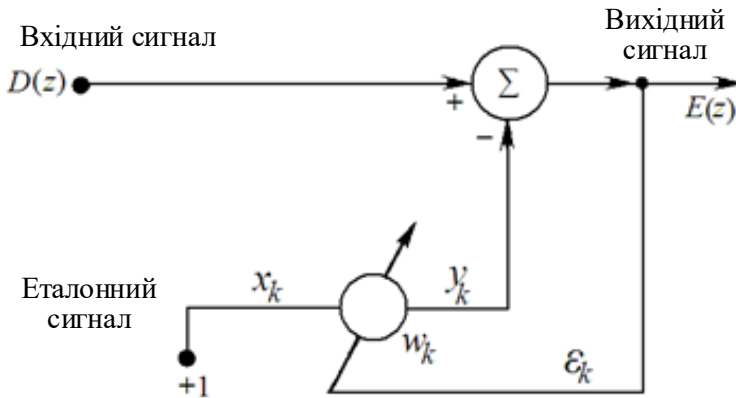 Вхідний сигнал
Вихідний
сигнал
D(z)
Σ
+
−
E(z)
Еталонний
сигнал
x_k
y_k
w_k
ε_k
+1